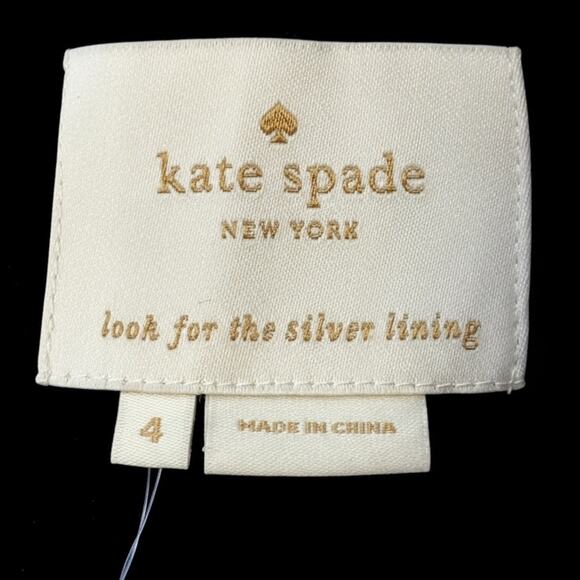 kate spade
NEW YORK
look for the silver lining
4
MADE IN CHINA